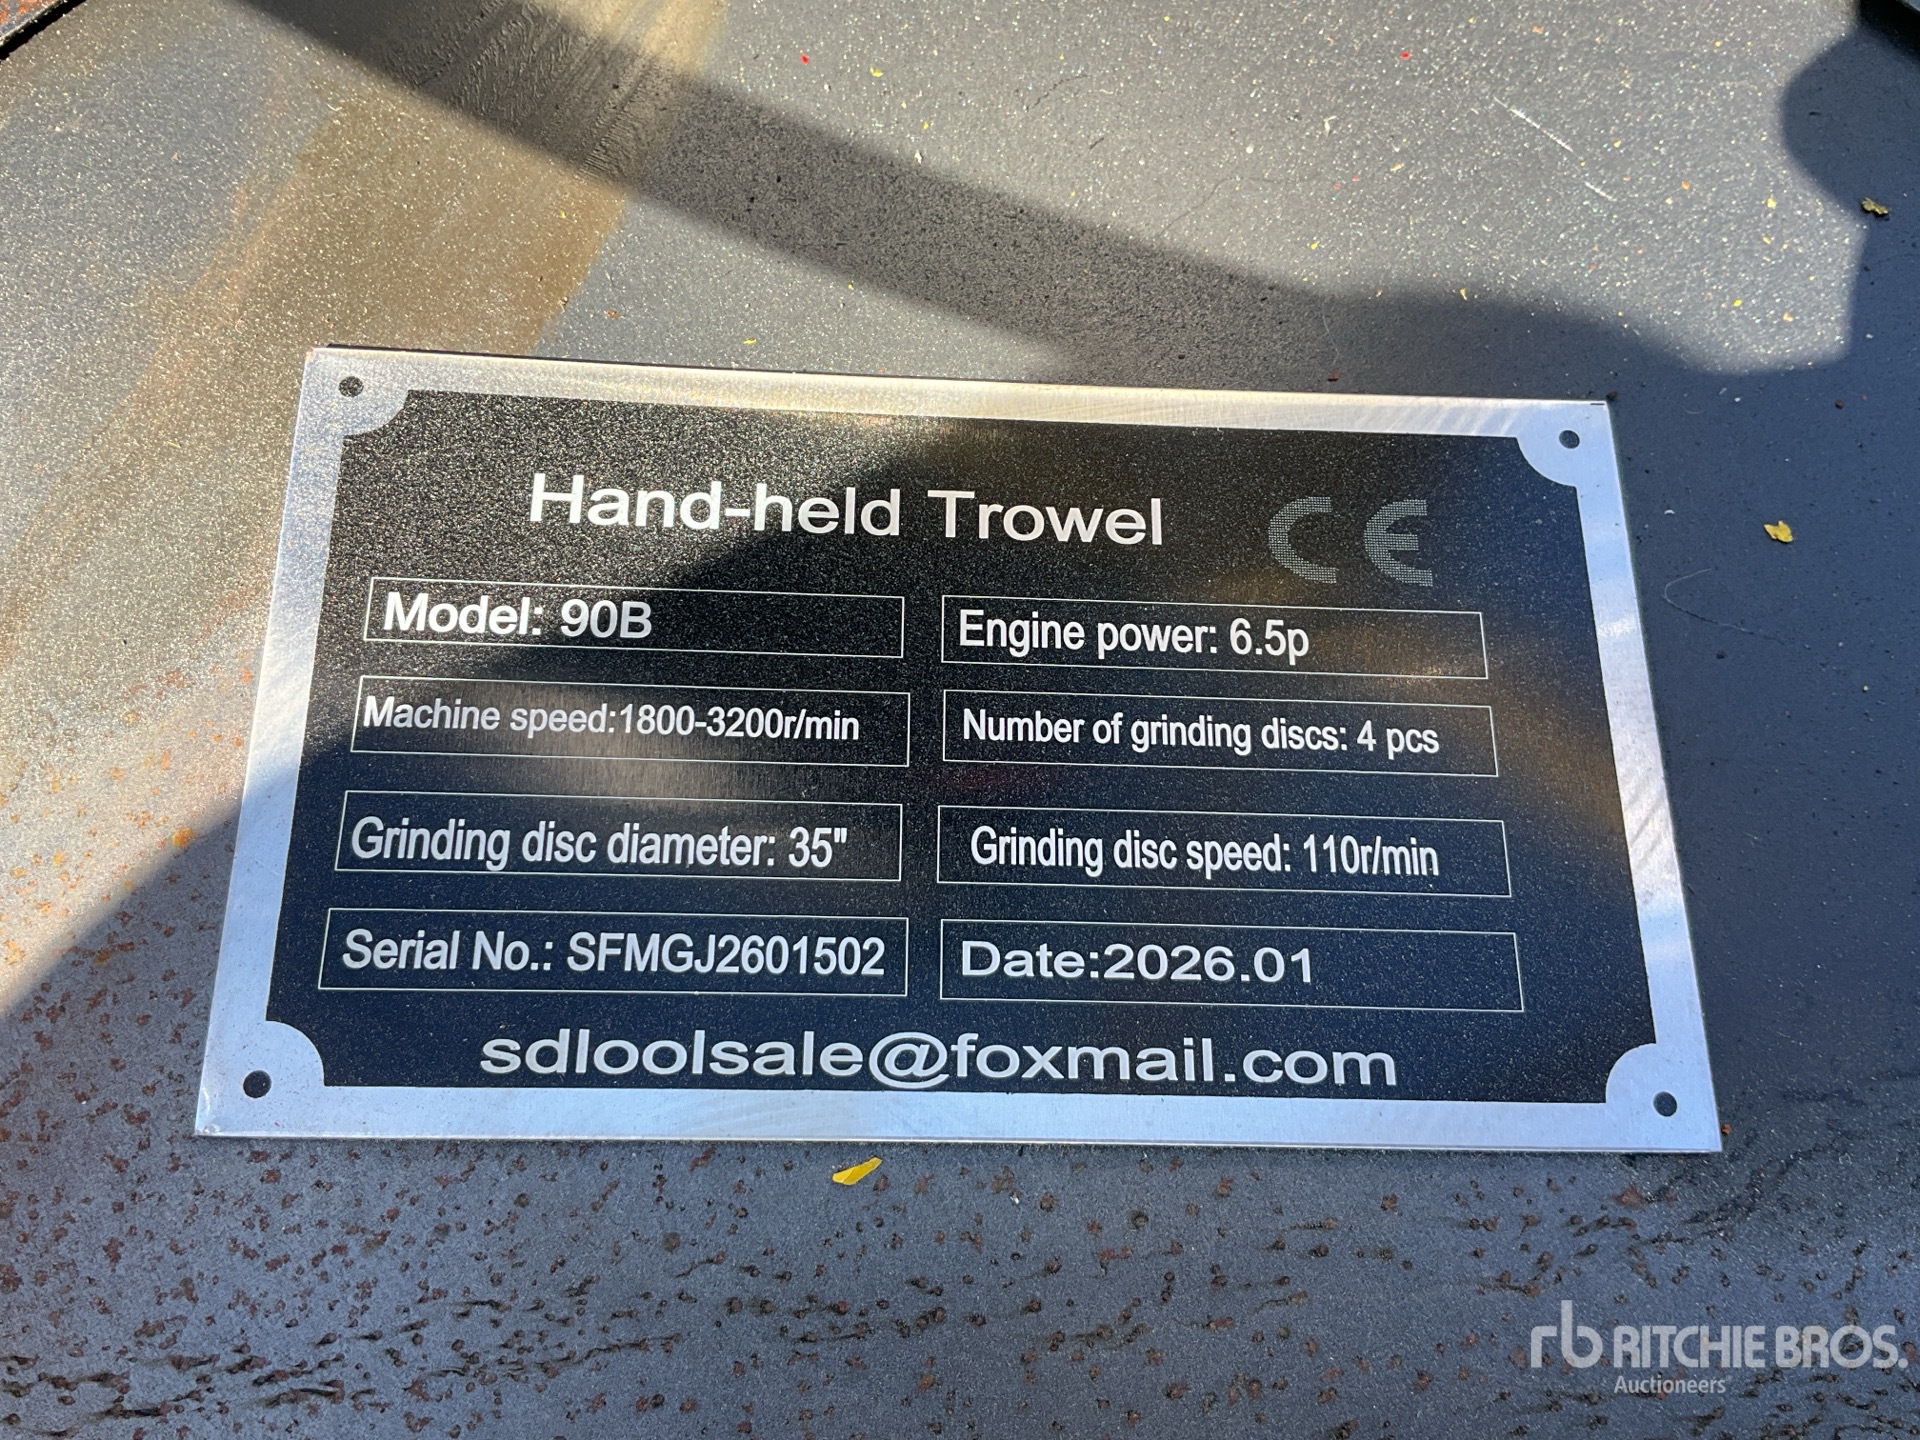 Hand-held Trowel CE
Model: 90B
Engine power: 6.5p
Machine speed:1800-3200r/min
Number of grinding discs: 4 pcs
Grinding disc diameter: 35"
Grinding disc speed: 110r/min
Serial No.: SFMGJ2601502
Date:2026.01
sdloolsale@foxmail.com
rb RITCHIE BROS.
Auctioneers